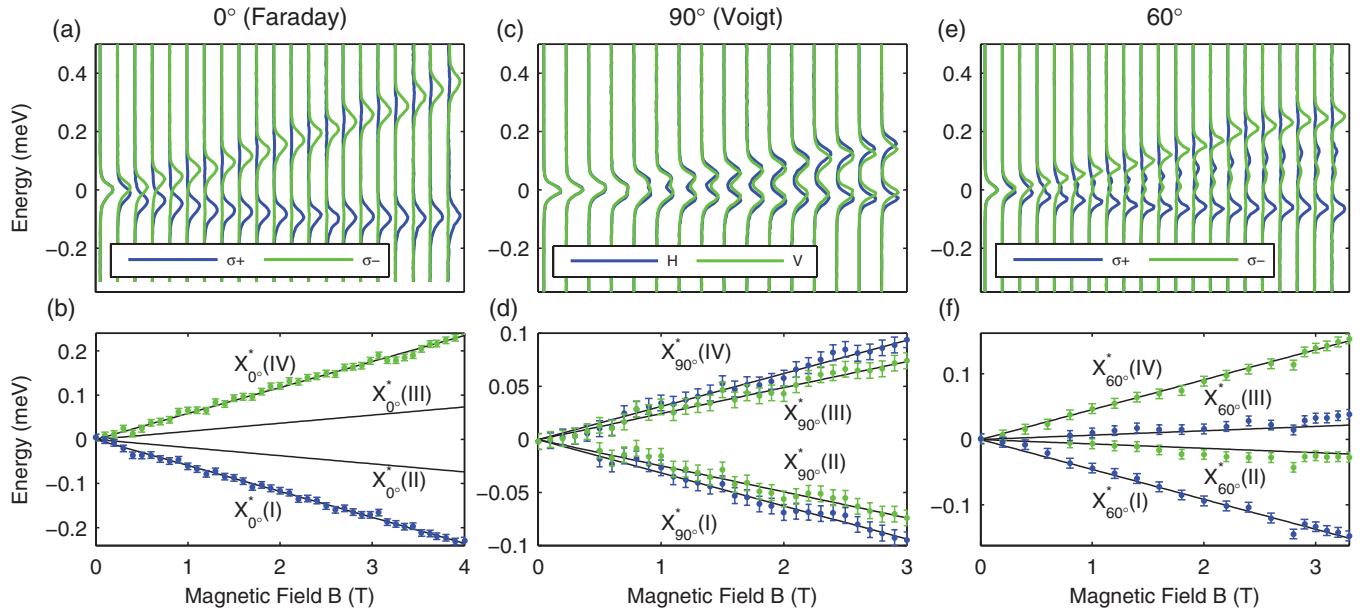 0° (Faraday)
90° (Voigt)
60°
(a)
(c)
(e)
Energy (meV)
0.4
0.2
0
−0.2
σ+
σ−
H
V
σ+
σ−
(b)
(d)
(f)
Energy (meV)
0.2
0.1
0
−0.1
−0.2
X*0°(IV)
X*0°(III)
X*0°(II)
X*0°(I)
0 1 2 3 4
Magnetic Field B (T)
0.1
0.05
0
−0.05
−0.1
X*90°(IV)
X*90°(III)
X*90°(II)
X*90°(I)
0 1 2 3
Magnetic Field B (T)
0.1
0
−0.1
X*60°(IV)
X*60°(III)
X*60°(II)
X*60°(I)
0 1 2 3
Magnetic Field B (T)